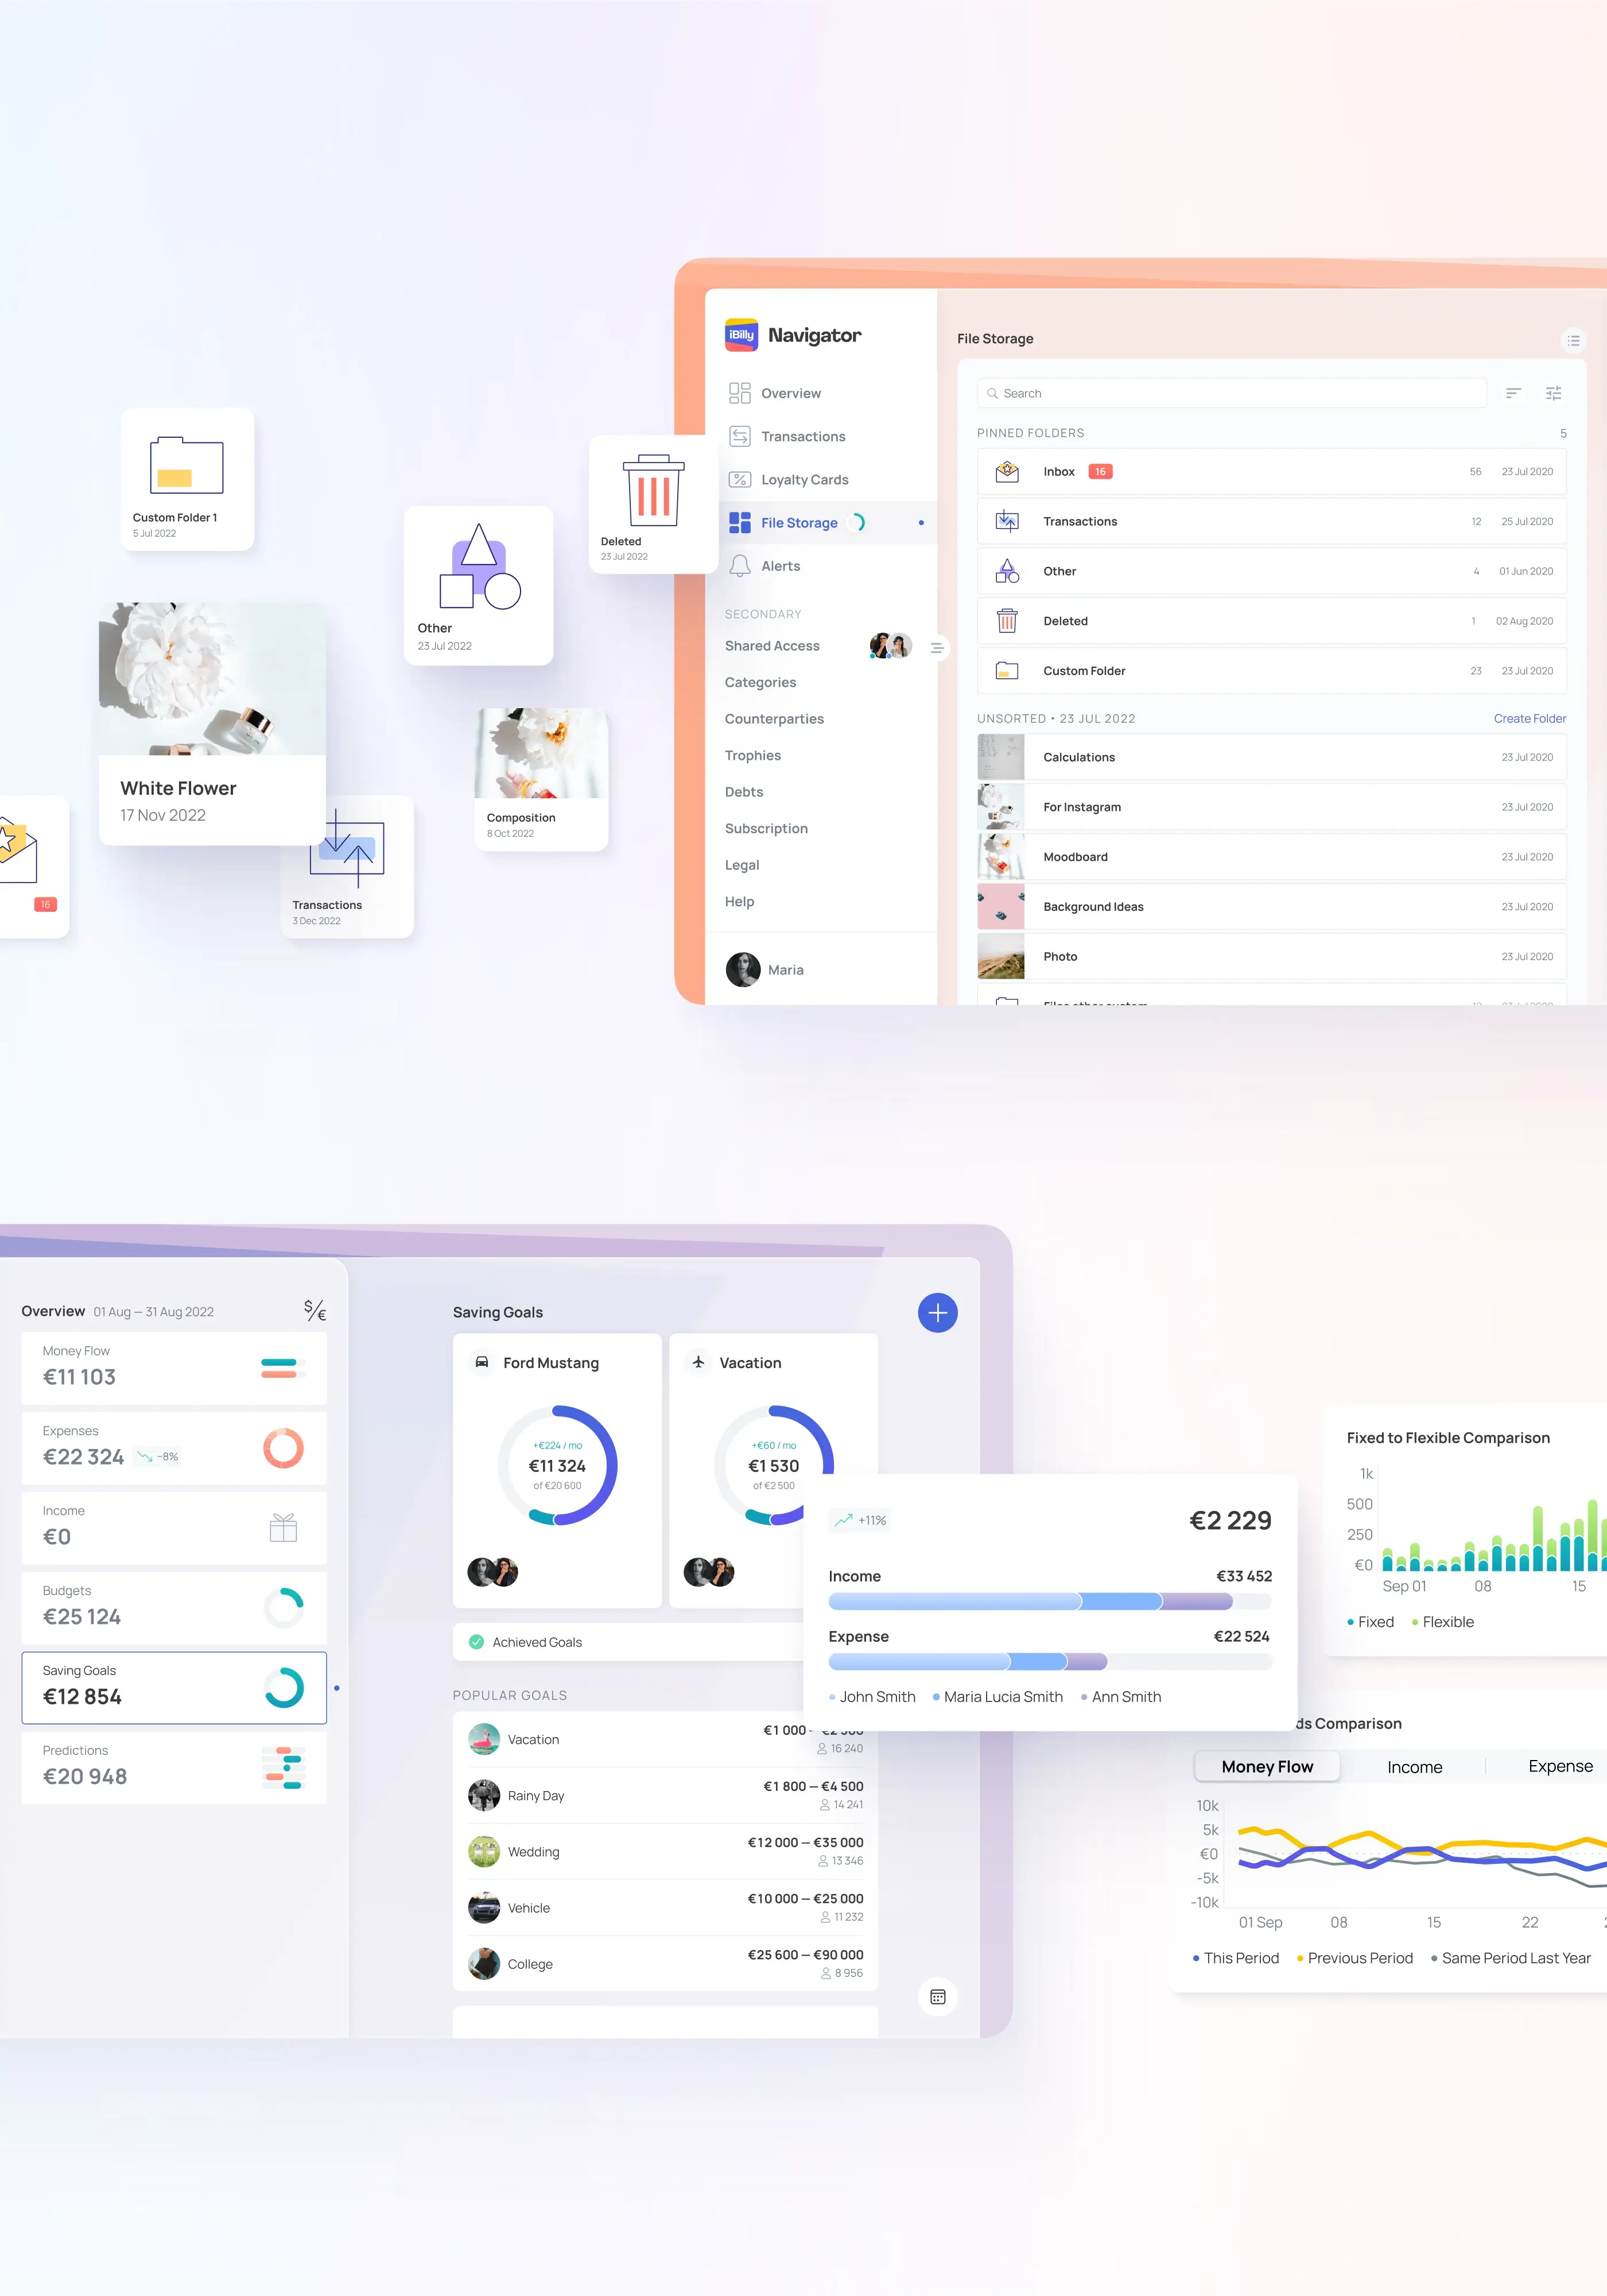 Custom Folder 1
5 Jul 2022
Other
23 Jul 2022
Deleted
23 Jul 2022
White Flower
17 Nov 2022
Composition
8 Oct 2022
16
Transactions
3 Dec 2022
iBilly
Navigator
Overview
Transactions
Loyalty Cards
File Storage
Alerts
SECONDARY
Shared Access
Categories
Counterparties
Trophies
Debts
Subscription
Legal
Help
Maria
File Storage
Search
PINNED FOLDERS 5
Inbox 16 56 23 Jul 2020
Transactions 12 25 Jul 2020
Other 4 01 Jun 2020
Deleted 1 02 Aug 2020
Custom Folder 23 23 Jul 2020
UNSORTED • 23 JUL 2022 Create Folder
Calculations 23 Jul 2020
For Instagram 23 Jul 2020
Moodboard 23 Jul 2020
Background Ideas 23 Jul 2020
Photo 23 Jul 2020
Overview 01 Aug — 31 Aug 2022 $/€
Money Flow
€11 103
Expenses
€22 324 −8%
Income
€0
Budgets
€25 124
Saving Goals
€12 854
Predictions
€20 948
Saving Goals
Ford Mustang
+€224 / mo
€11 324
of €20 600
Vacation
+€60 / mo
€1 530
of €2 500
Achieved Goals
POPULAR GOALS
Vacation €1 000
16 240
Rainy Day €1 800 — €4 500
14 241
Wedding €12 000 — €35 000
13 346
Vehicle €10 000 — €25 000
11 232
College €25 600 — €90 000
8 956
+11% €2 229
Income €33 452
Expense €22 524
John Smith Maria Lucia Smith Ann Smith
Fixed to Flexible Comparison
1k
500
250
€0
Sep 01 08 15
Fixed Flexible
ds Comparison
Money Flow Income Expense
10k
5k
€0
-5k
-10k
01 Sep 08 15 22
This Period Previous Period Same Period Last Year